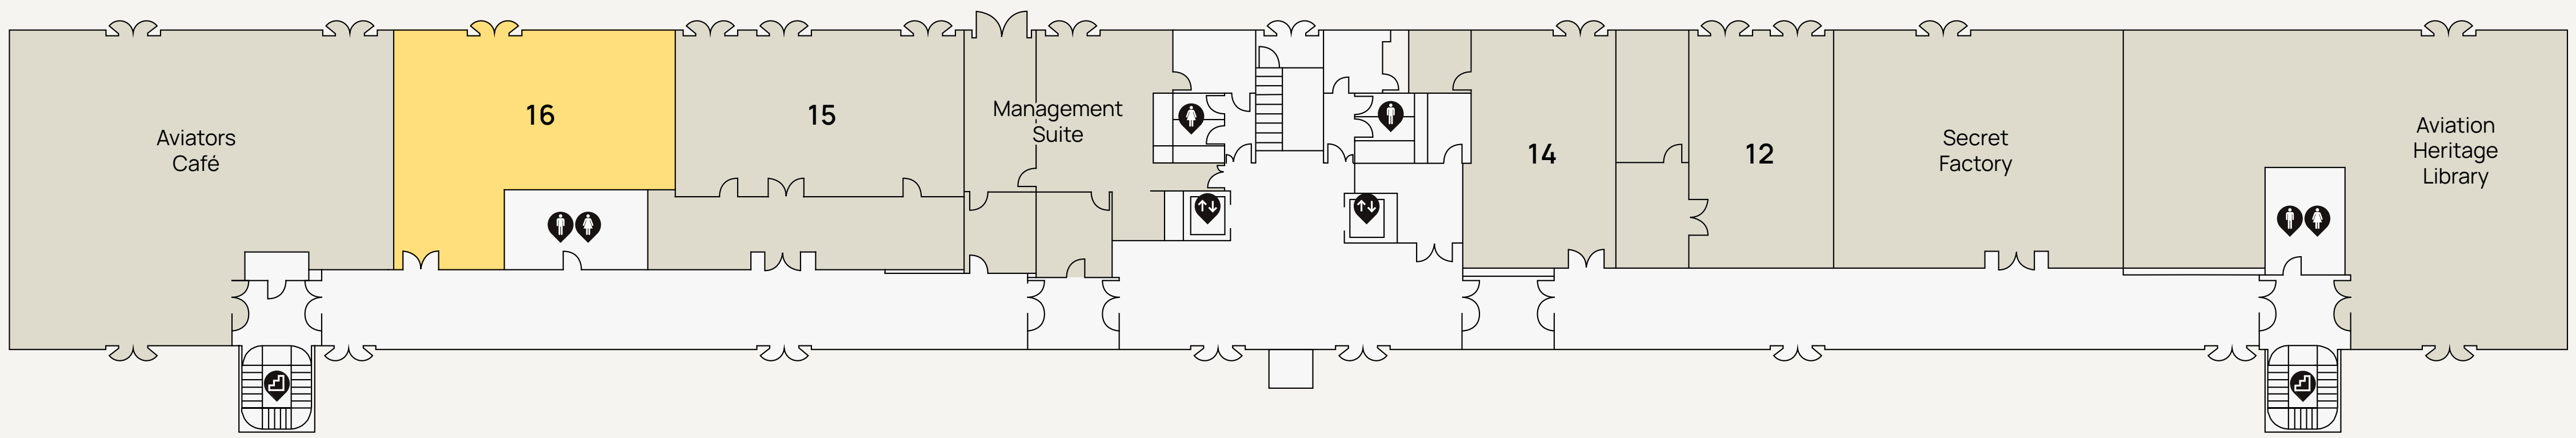 Aviators
Café
16
15
Management
Suite
14
12
Secret
Factory
Aviation
Heritage
Library